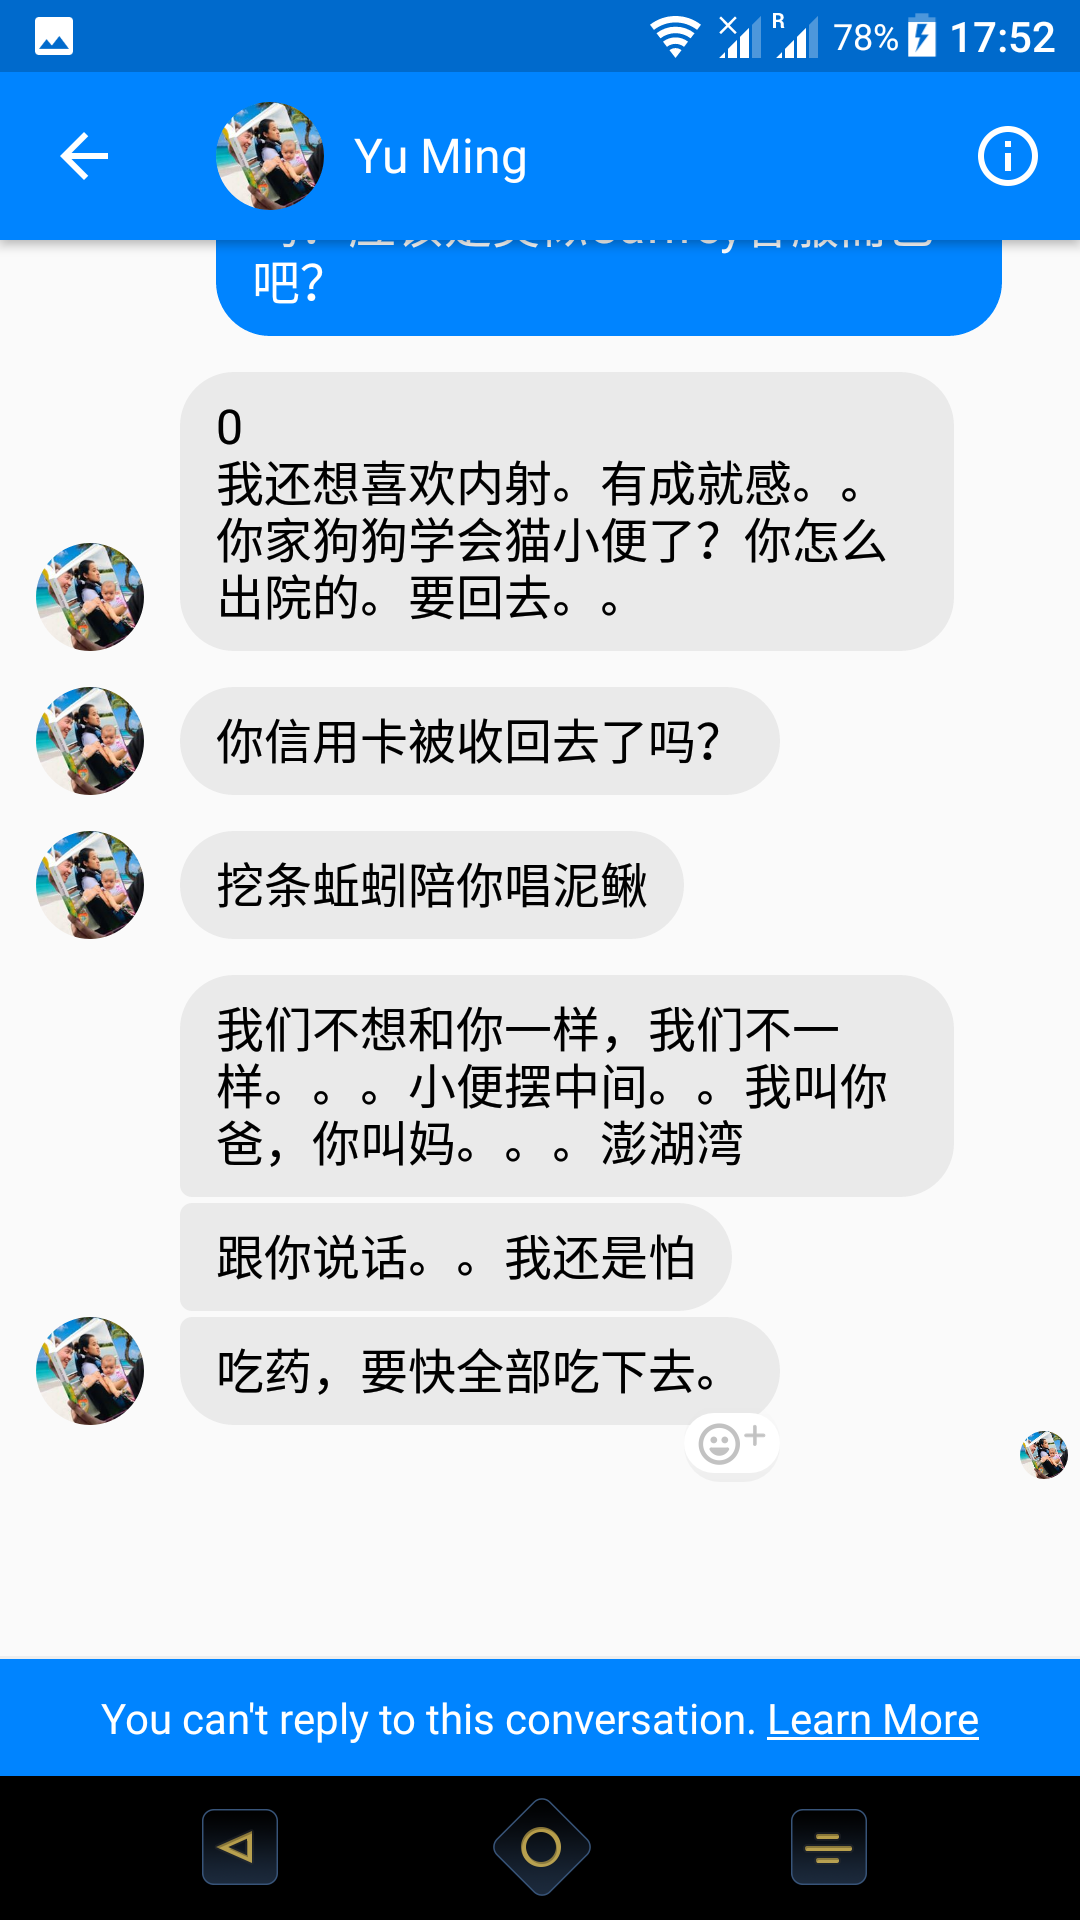 R
78%
17:52
Yu Ming
吧?
0
我还想喜欢内射。有成就感。。
你家狗狗学会猫小便了? 你怎么
出院的。要回去。。
你信用卡被收回去了吗?
挖条蚯蚓陪你唱泥鳅
我们不想和你一样，我们不一
样。。。小便摆中间。。我叫你
爸，你叫妈。。。澎湖湾
跟你说话。。我还是怕
吃药，要快全部吃下去。
You can't reply to this conversation. Learn More